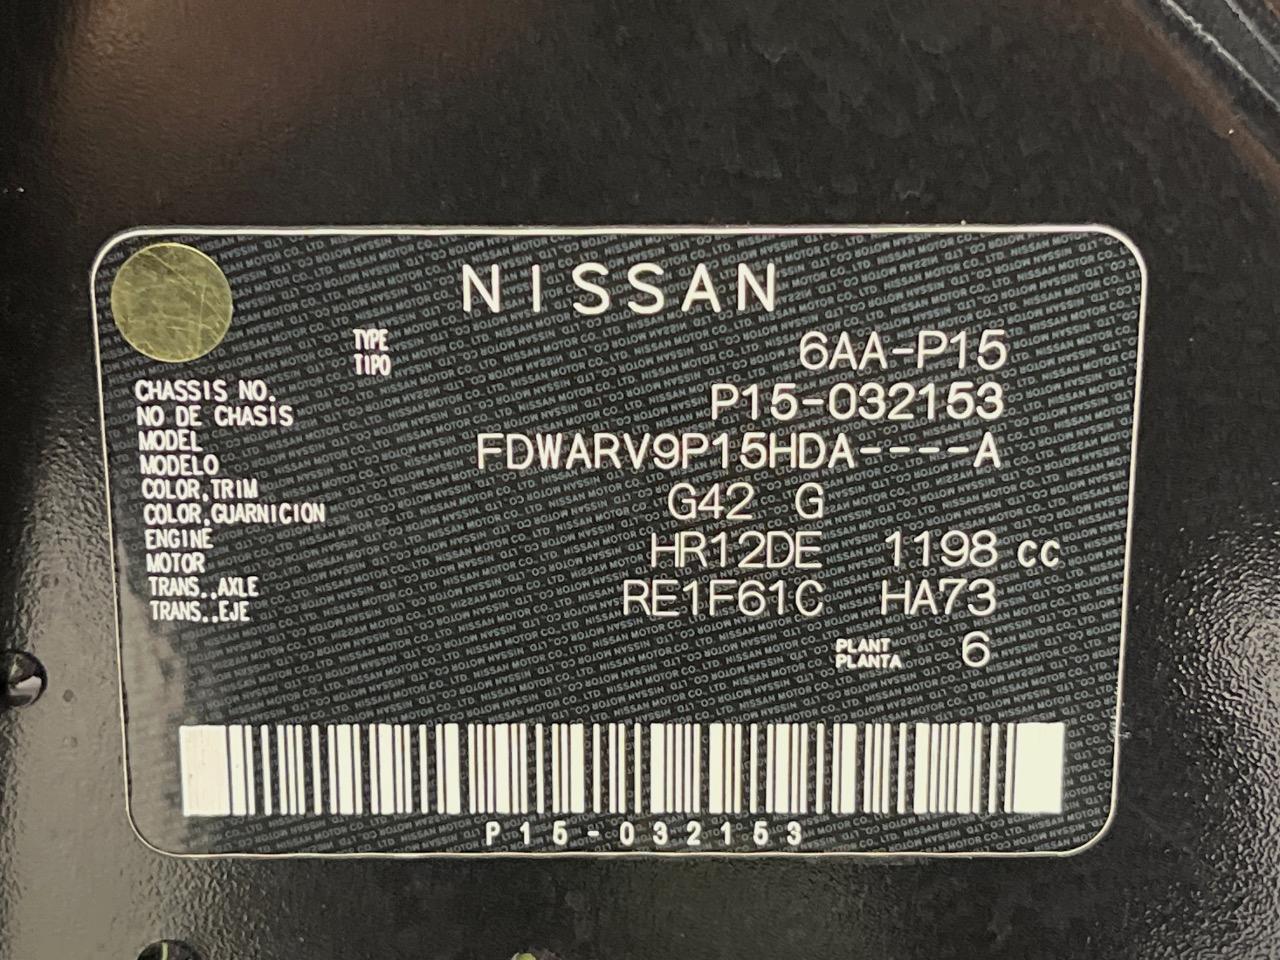 NISSAN
TYPE
TIPO
6AA-P15
CHASSIS NO.
NO DE CHASIS
P15-032153
MODEL
MODELO
FDWARV9P15HDA----A
COLOR,TRIM
COLOR,GUARNICION
G42 G
ENGINE
MOTOR
HR12DE 1198 cc
TRANS.,AXLE
TRANS.,EJE
RE1F61C HA73
PLANT
PLANTA
6
P15-032153